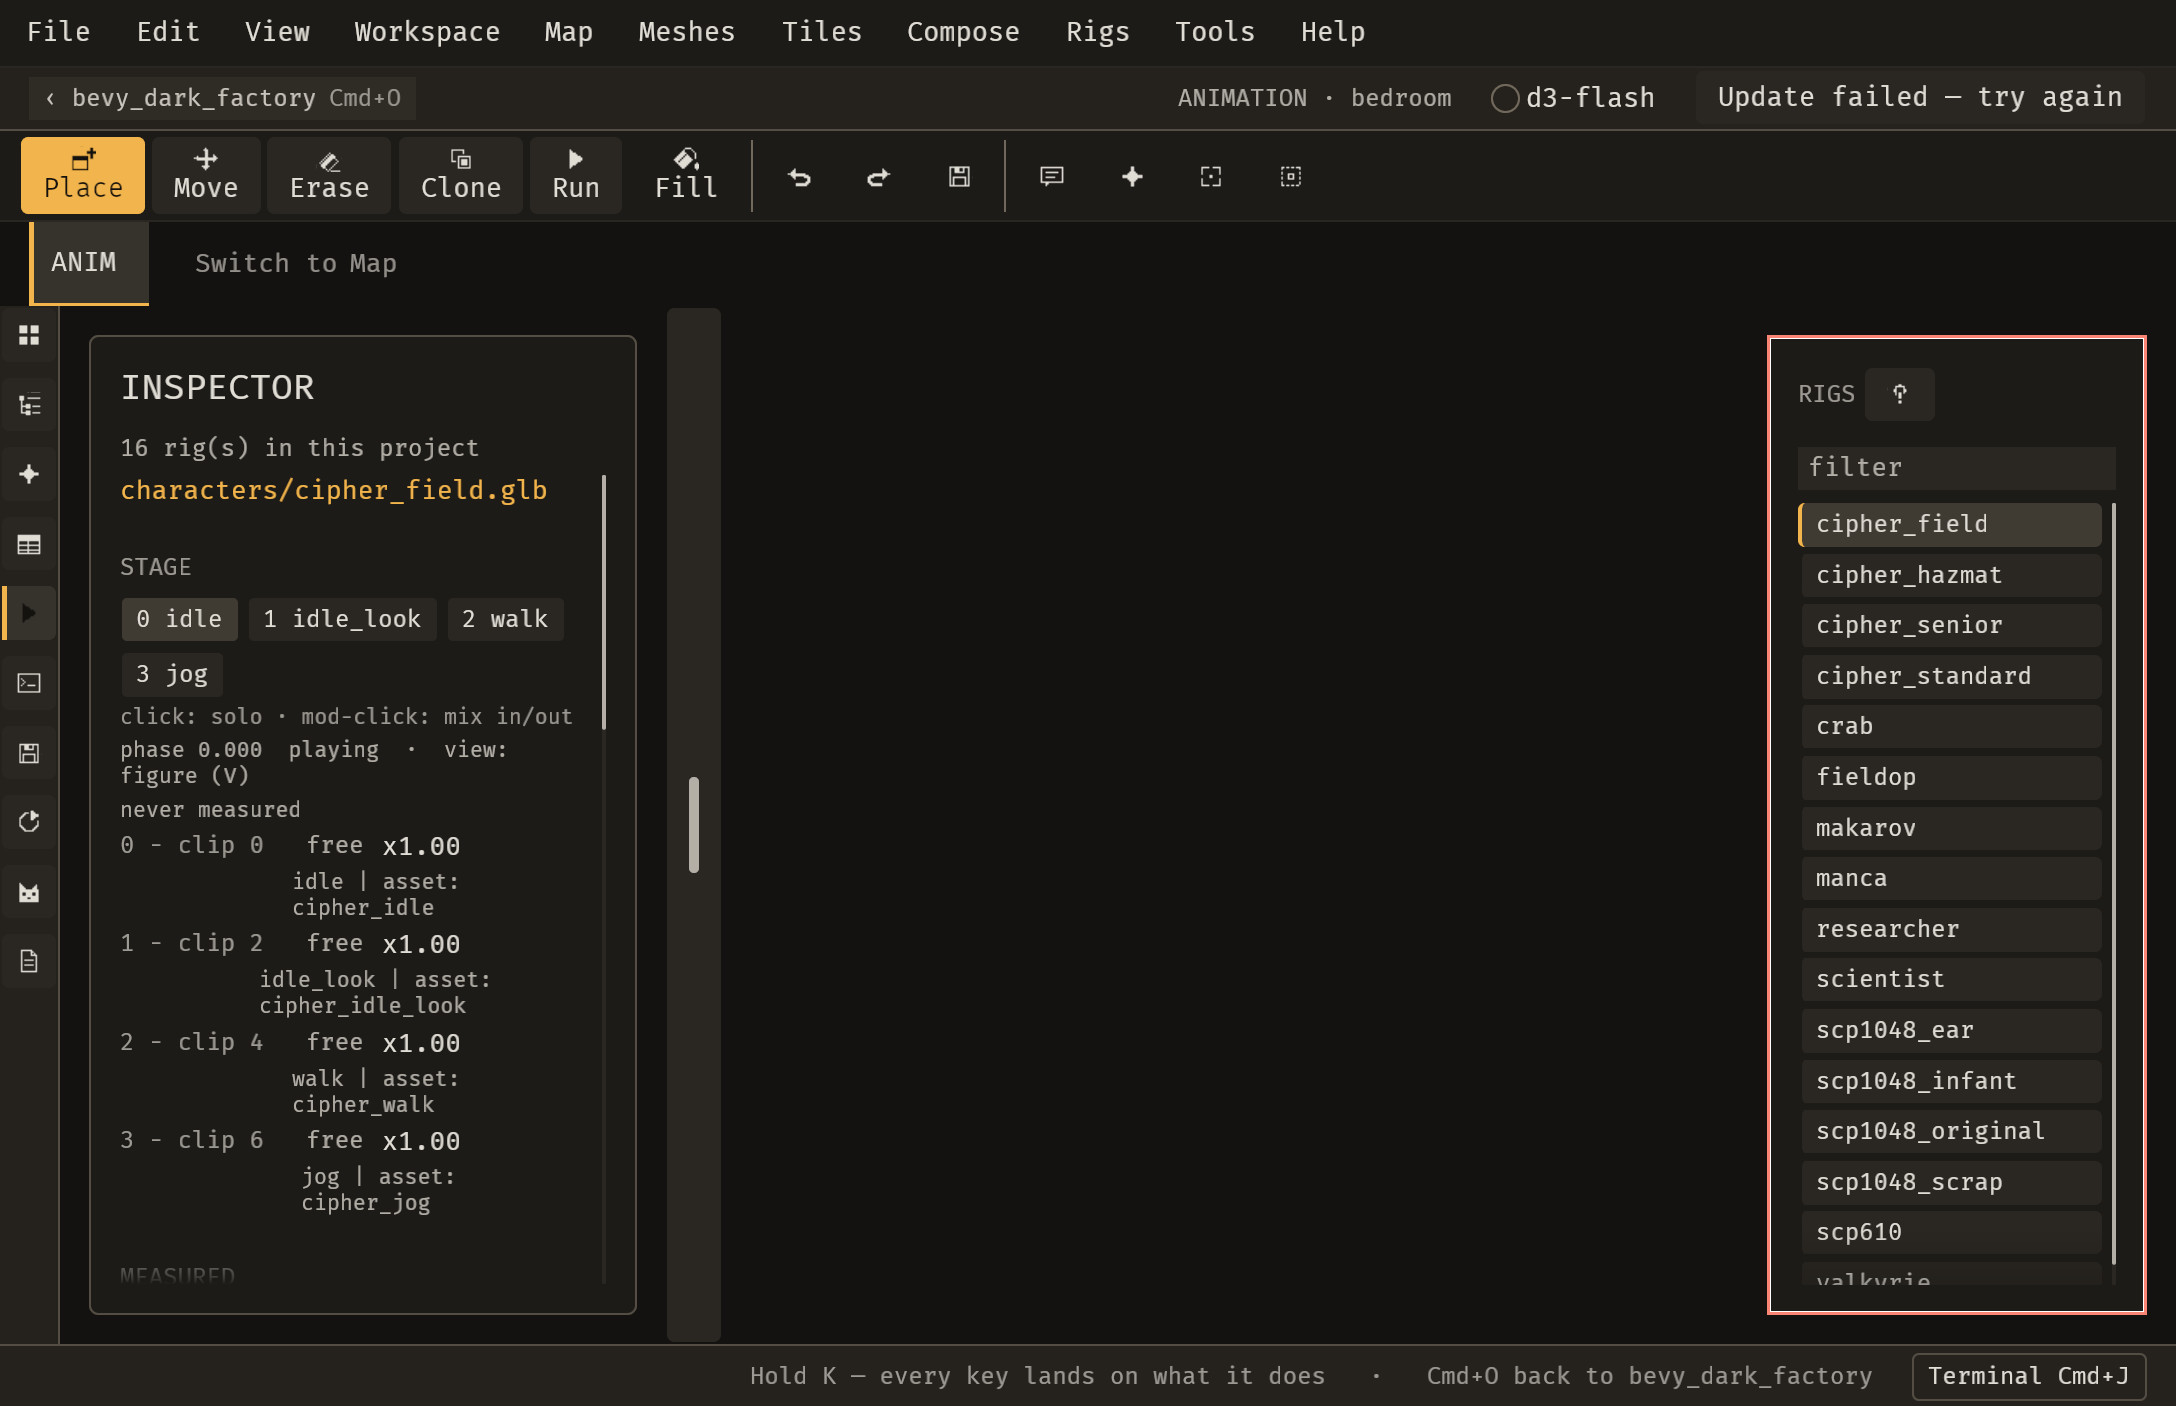 File Edit View Workspace Map Meshes Tiles Compose Rigs Tools Help
‹ bevy_dark_factory Cmd+O
ANIMATION · bedroom
d3-flash
Update failed — try again
Place Move Erase Clone Run Fill
ANIM
Switch to Map
INSPECTOR
16 rig(s) in this project
characters/cipher_field.glb
STAGE
0 idle 1 idle_look 2 walk
3 jog
click: solo · mod-click: mix in/out
phase 0.000 playing · view:
figure (V)
never measured
0 - clip 0 free x1.00
idle | asset:
cipher_idle
1 - clip 2 free x1.00
idle_look | asset:
cipher_idle_look
2 - clip 4 free x1.00
walk | asset:
cipher_walk
3 - clip 6 free x1.00
jog | asset:
cipher_jog
MEASURED
RIGS
filter
cipher_field
cipher_hazmat
cipher_senior
cipher_standard
crab
fieldop
makarov
manca
researcher
scientist
scp1048_ear
scp1048_infant
scp1048_original
scp1048_scrap
scp610
valkyrie
Hold K — every key lands on what it does · Cmd+O back to bevy_dark_factory
Terminal Cmd+J